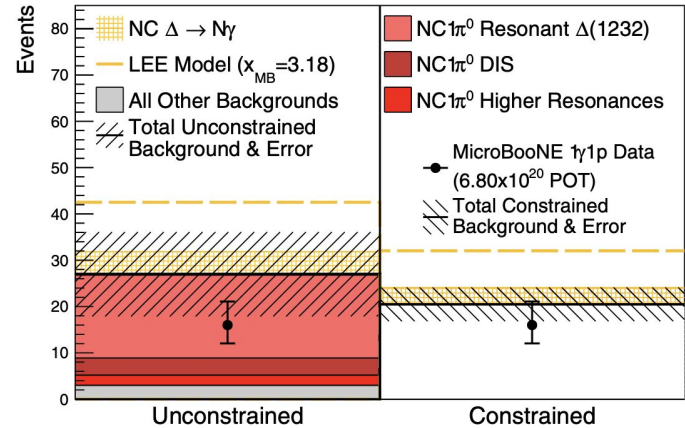 Events
80
70
60
50
40
30
20
10
0
NC Δ → Nγ
LEE Model (x_MB=3.18)
All Other Backgrounds
Total Unconstrained
Background & Error
NC1π⁰ Resonant Δ(1232)
NC1π⁰ DIS
NC1π⁰ Higher Resonances
MicroBooNE 1γ1p Data
(6.80x10²⁰ POT)
Total Constrained
Background & Error
Unconstrained
Constrained